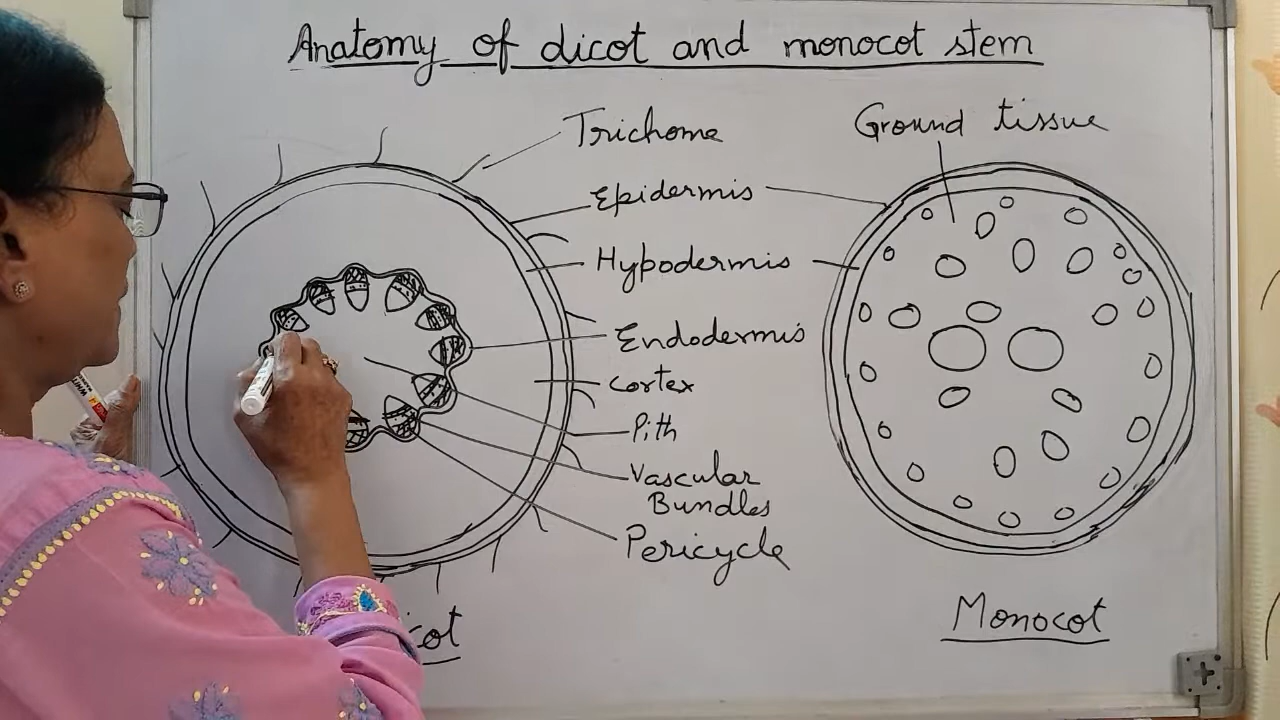 Anatomy of dicot and monocot stem
Trichome
Ground tissue
Epidermis
Hypodermis
Endodermis
Cortex
Pith
Vascular
Bundles
Pericycle
Monocot